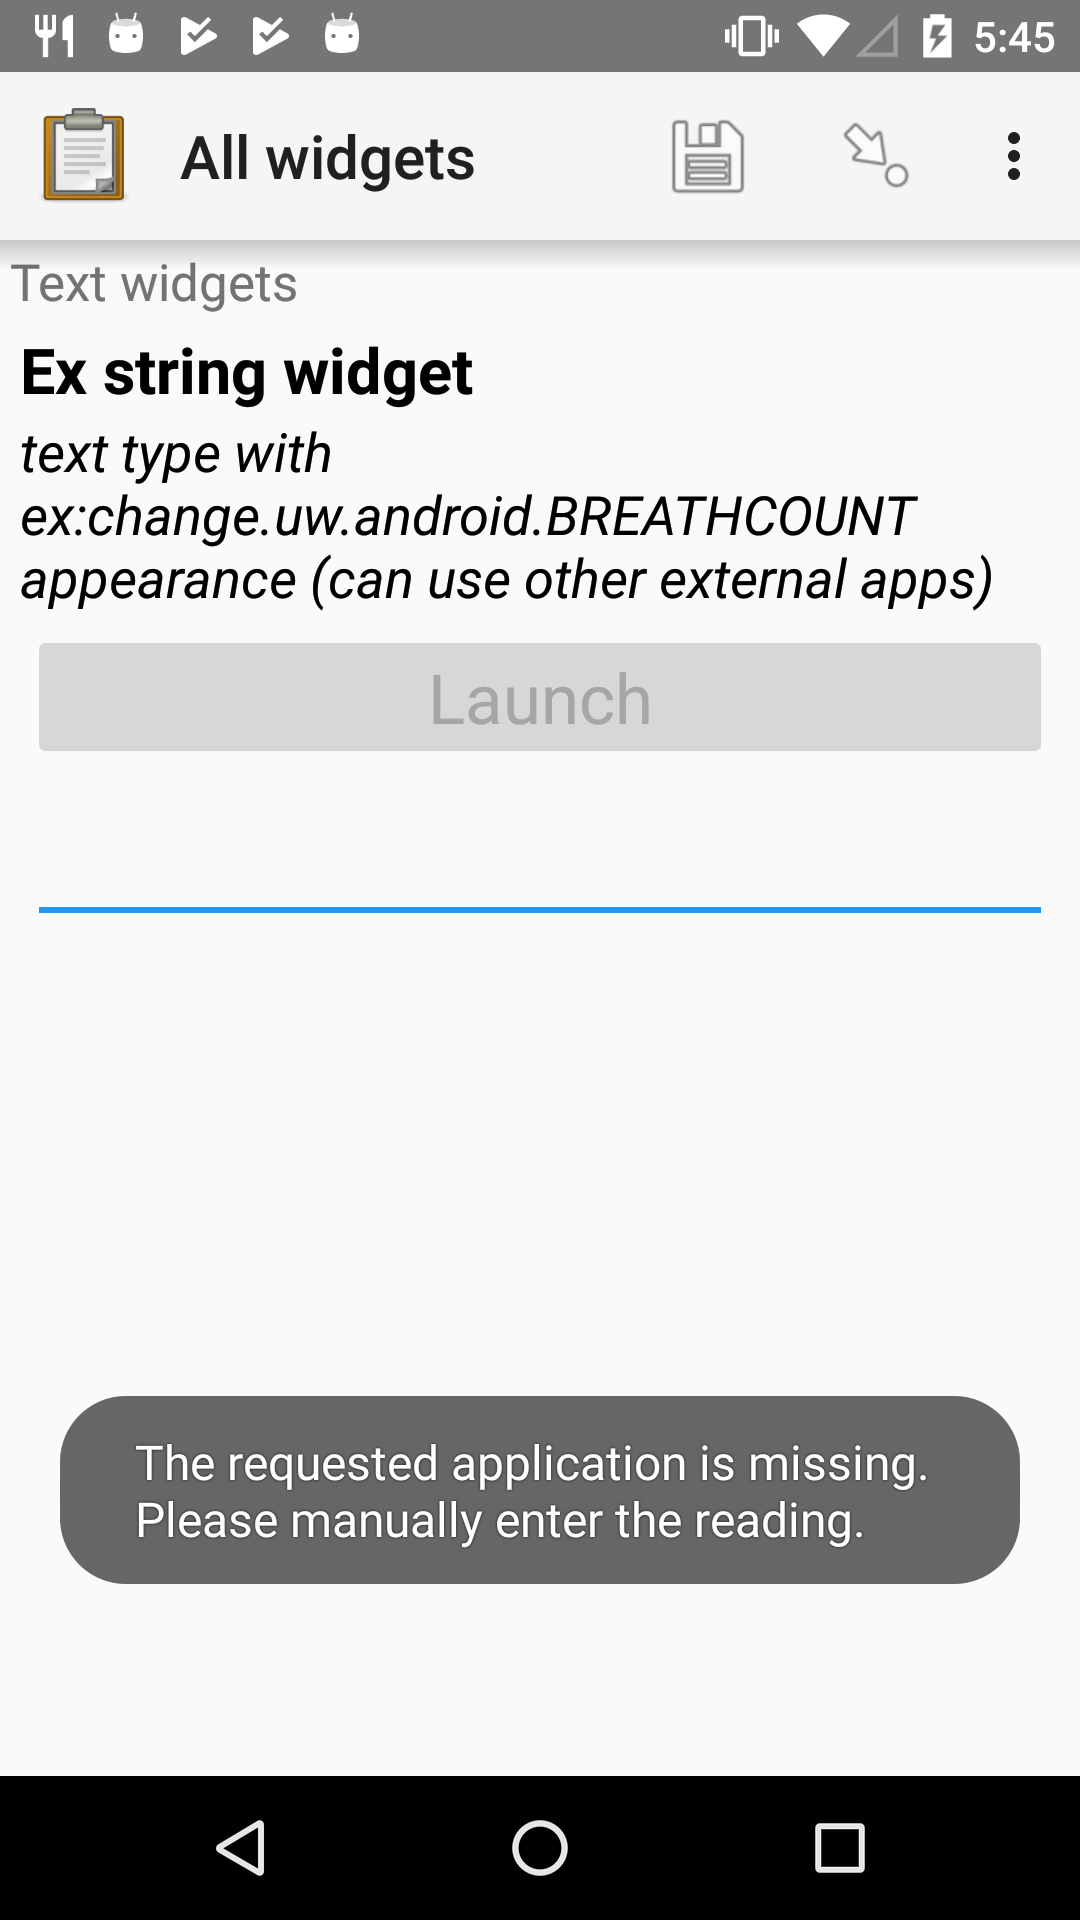 5:45
All widgets
Text widgets
Ex string widget
text type with
ex:change.uw.android.BREATHCOUNT
appearance (can use other external apps)
Launch
The requested application is missing.
Please manually enter the reading.